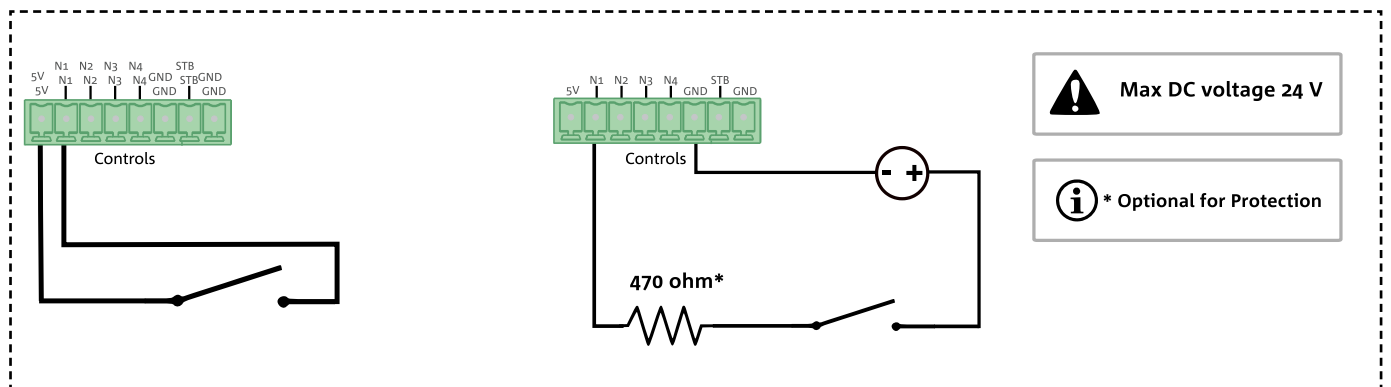 N1 N2 N3 N4 STB
5V GND GND
5V N1 N2 N3 N4 GND STB GND
Controls
5V N1 N2 N3 N4 GND STB GND
Controls
- +
470 ohm*
Max DC voltage 24 V
* Optional for Protection